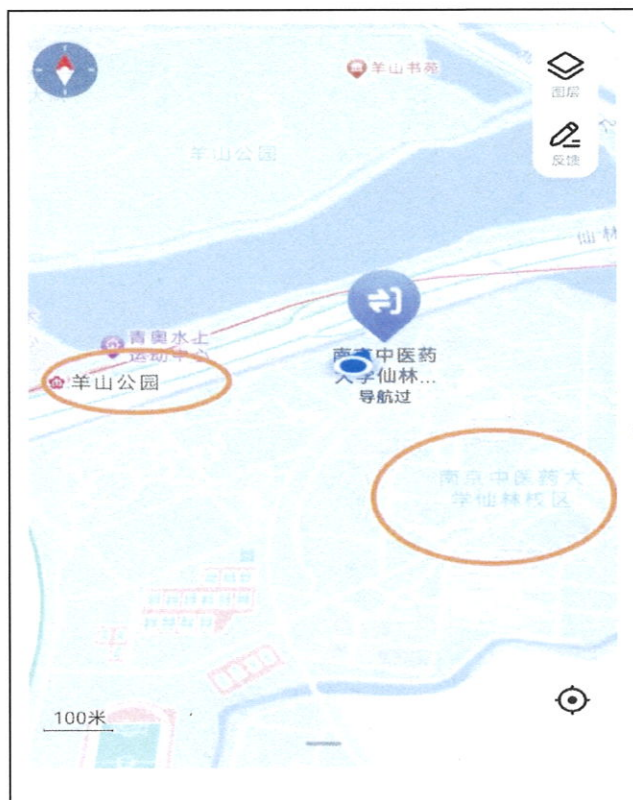 羊山书苑
图层
羊山公园
反馈
仙林
青奥水上
运动中心
羊山公园
南京中医药
大学仙林...
导航过
南京中医药大
学仙林校区
100米